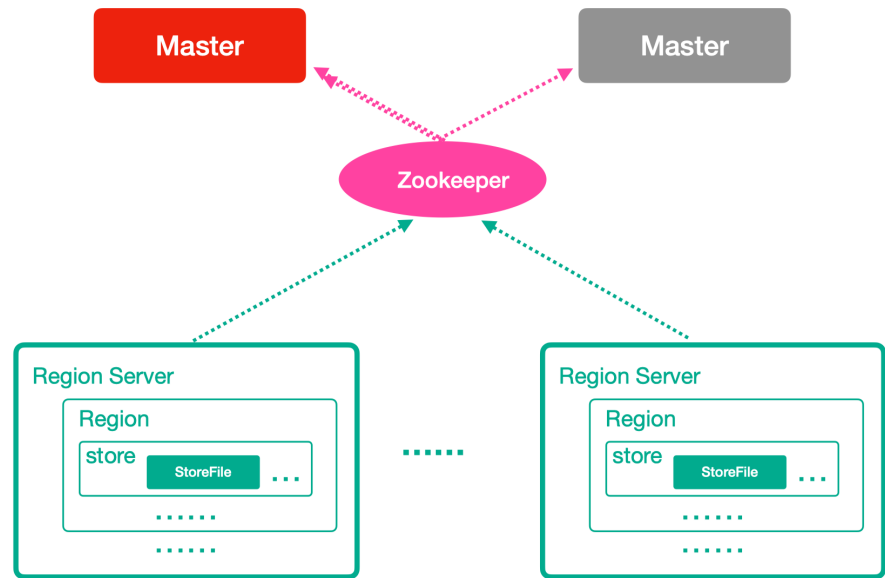 Master
Master
Zookeeper
Region Server
Region
store
StoreFile
...
......
......
......
Region Server
Region
store
StoreFile
...
......
......